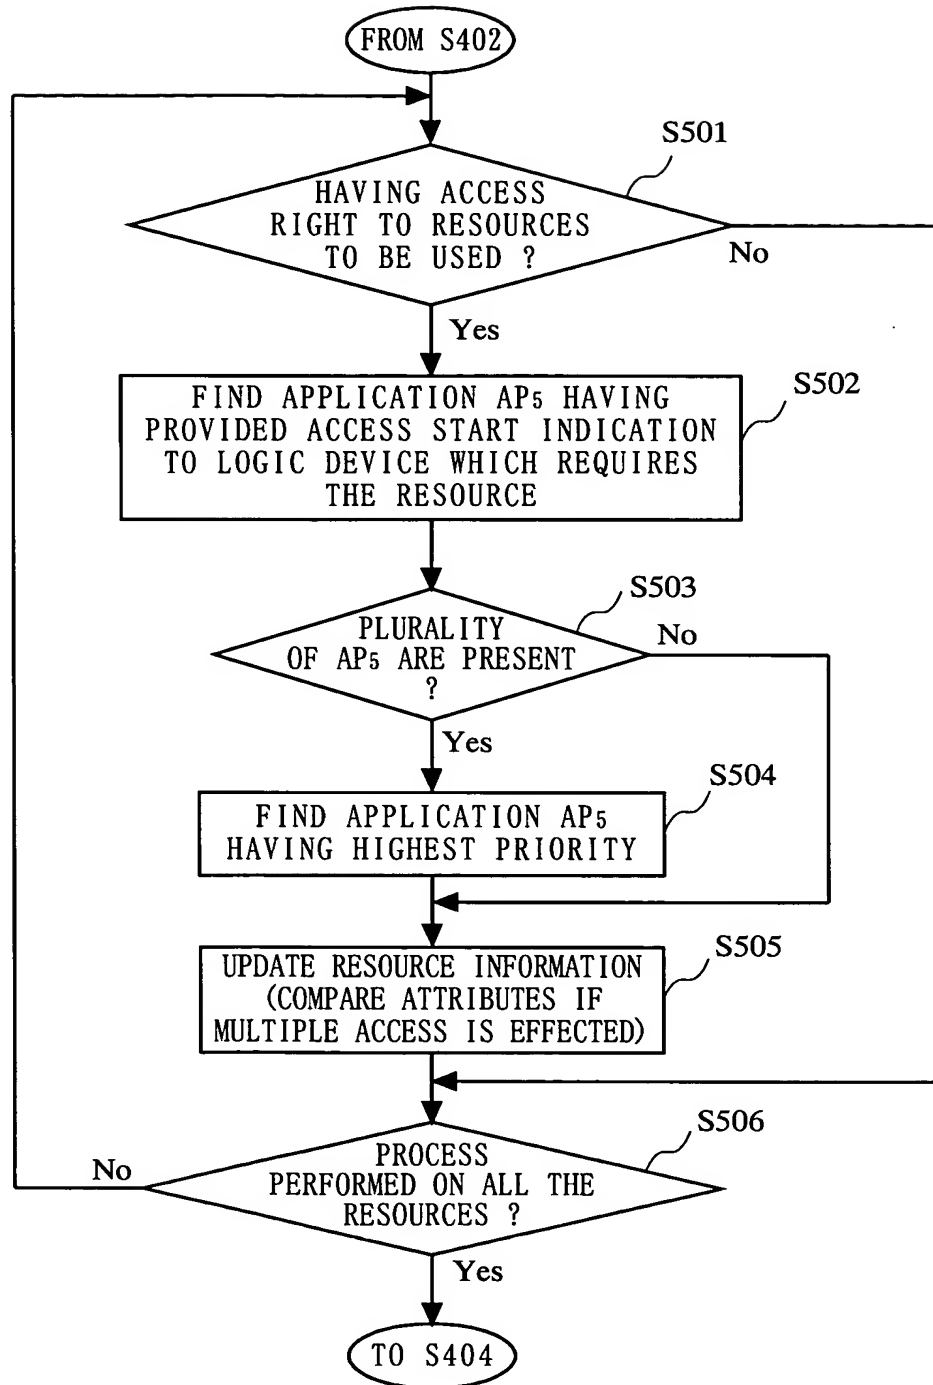 FROM S402
S501
HAVING ACCESS
RIGHT TO RESOURCES
TO BE USED ?
No
Yes
S502
FIND APPLICATION AP5 HAVING
PROVIDED ACCESS START INDICATION
TO LOGIC DEVICE WHICH REQUIRES
THE RESOURCE
S503
PLURALITY
OF AP5 ARE PRESENT
?
No
Yes
S504
FIND APPLICATION AP5
HAVING HIGHEST PRIORITY
S505
UPDATE RESOURCE INFORMATION
(COMPARE ATTRIBUTES IF
MULTIPLE ACCESS IS EFFECTED)
S506
PROCESS
PERFORMED ON ALL THE
RESOURCES ?
No
Yes
TO S404